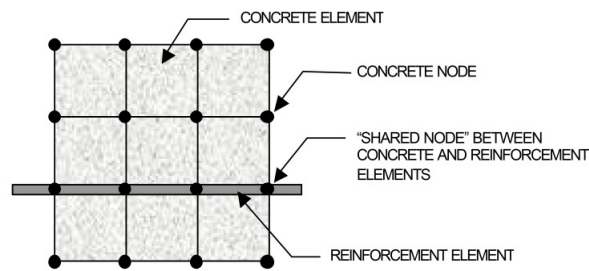 CONCRETE ELEMENT
CONCRETE NODE
“SHARED NODE” BETWEEN
CONCRETE AND REINFORCEMENT
ELEMENTS
REINFORCEMENT ELEMENT